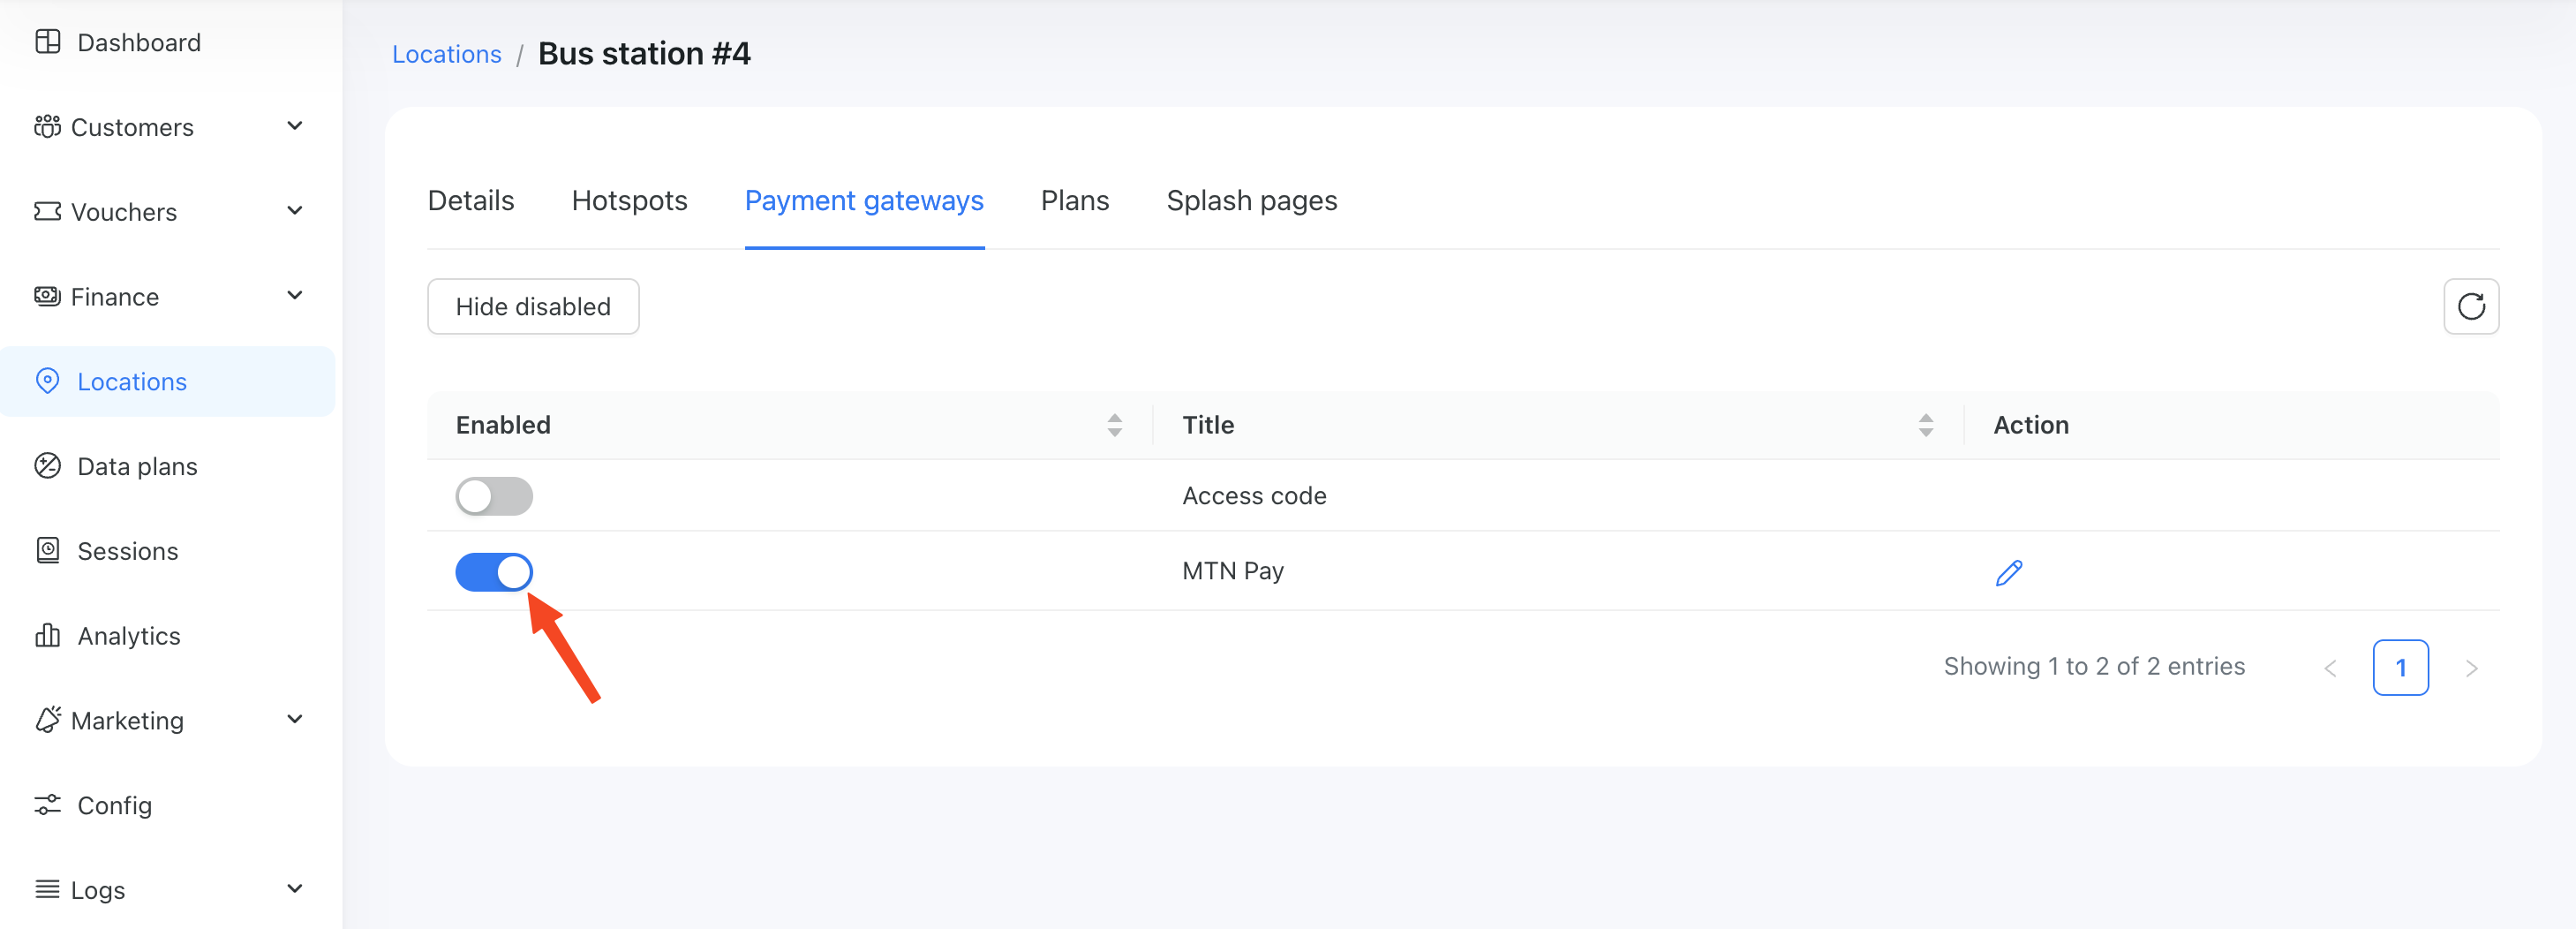 Dashboard
Customers
Vouchers
Finance
Locations
Data plans
Sessions
Analytics
Marketing
Config
Logs
Locations / Bus station #4
Details Hotspots Payment gateways Plans Splash pages
Hide disabled
Enabled Title Action
Access code
MTN Pay
Showing 1 to 2 of 2 entries < 1 >